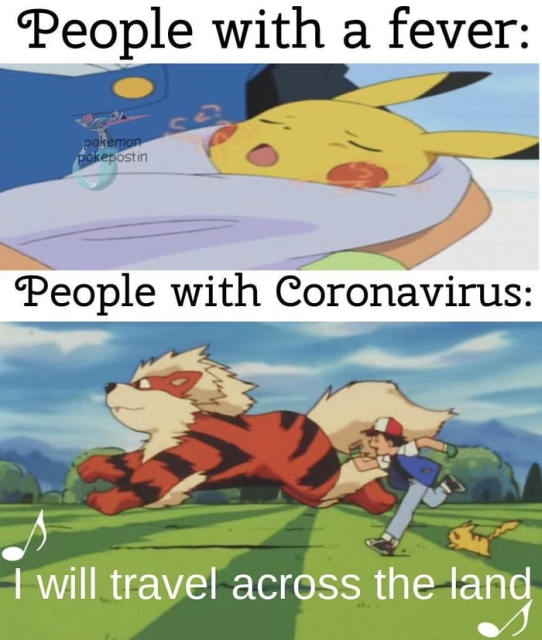 People with a fever:
pokemon
pokepostin
People with Coronavirus:
I will travel across the land